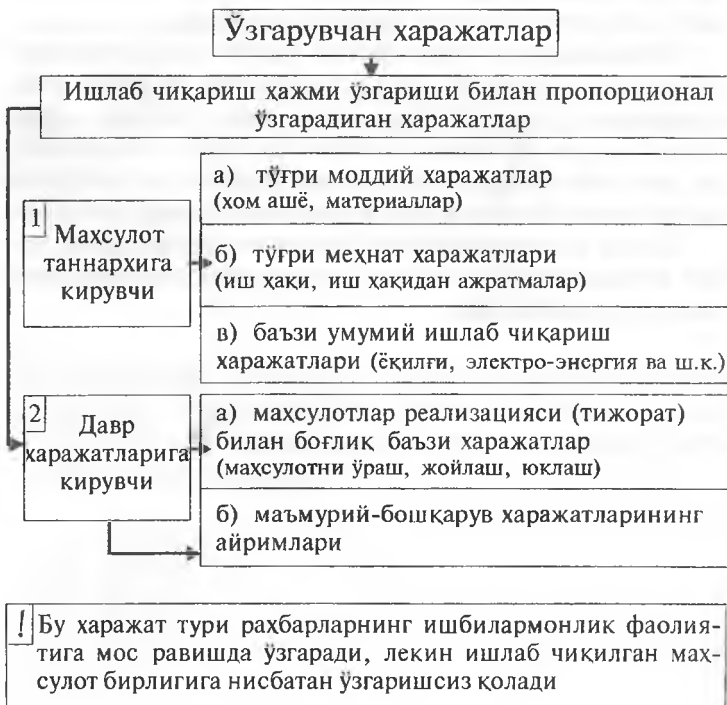 Ўзгарувчан харажатлар
Ишлаб чиқариш ҳажми ўзгариши билан пропорционал
ўзгарадиган харажатлар
1
Маҳсулот
таннархига
кирувчи
а) тўғри моддий харажатлар
(хом ашё, материаллар)
б) тўғри меҳнат харажатлари
(иш ҳақи, иш ҳақидан ажратмалар)
в) баъзи умумий ишлаб чиқариш
харажатлари (ёқилғи, электро-энергия ва ш.к.)
2
Давр
харажатларига
кирувчи
а) маҳсулотлар реализацияси (тижорат)
билан боғлиқ баъзи харажатлар
(маҳсулотни ўраш, жойлаш, юклаш)
б) маъмурий-бошқарув харажатларининг
айримлари
! Бу харажат тури раҳбарларнинг ишбилармонлик фаолия-
тига мос равишда ўзгаради, лекин ишлаб чиқилган маҳ-
сулот бирлигига нисбатан ўзгаришсиз қолади